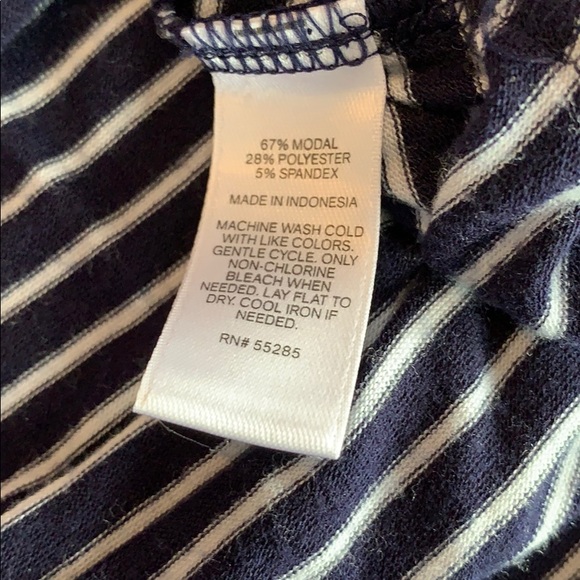 67% MODAL
28% POLYESTER
5% SPANDEX
MADE IN INDONESIA
MACHINE WASH COLD
WITH LIKE COLORS.
GENTLE CYCLE. ONLY
NON-CHLORINE
BLEACH WHEN
NEEDED. LAY FLAT TO
DRY. COOL IRON IF
NEEDED.
RN# 55285